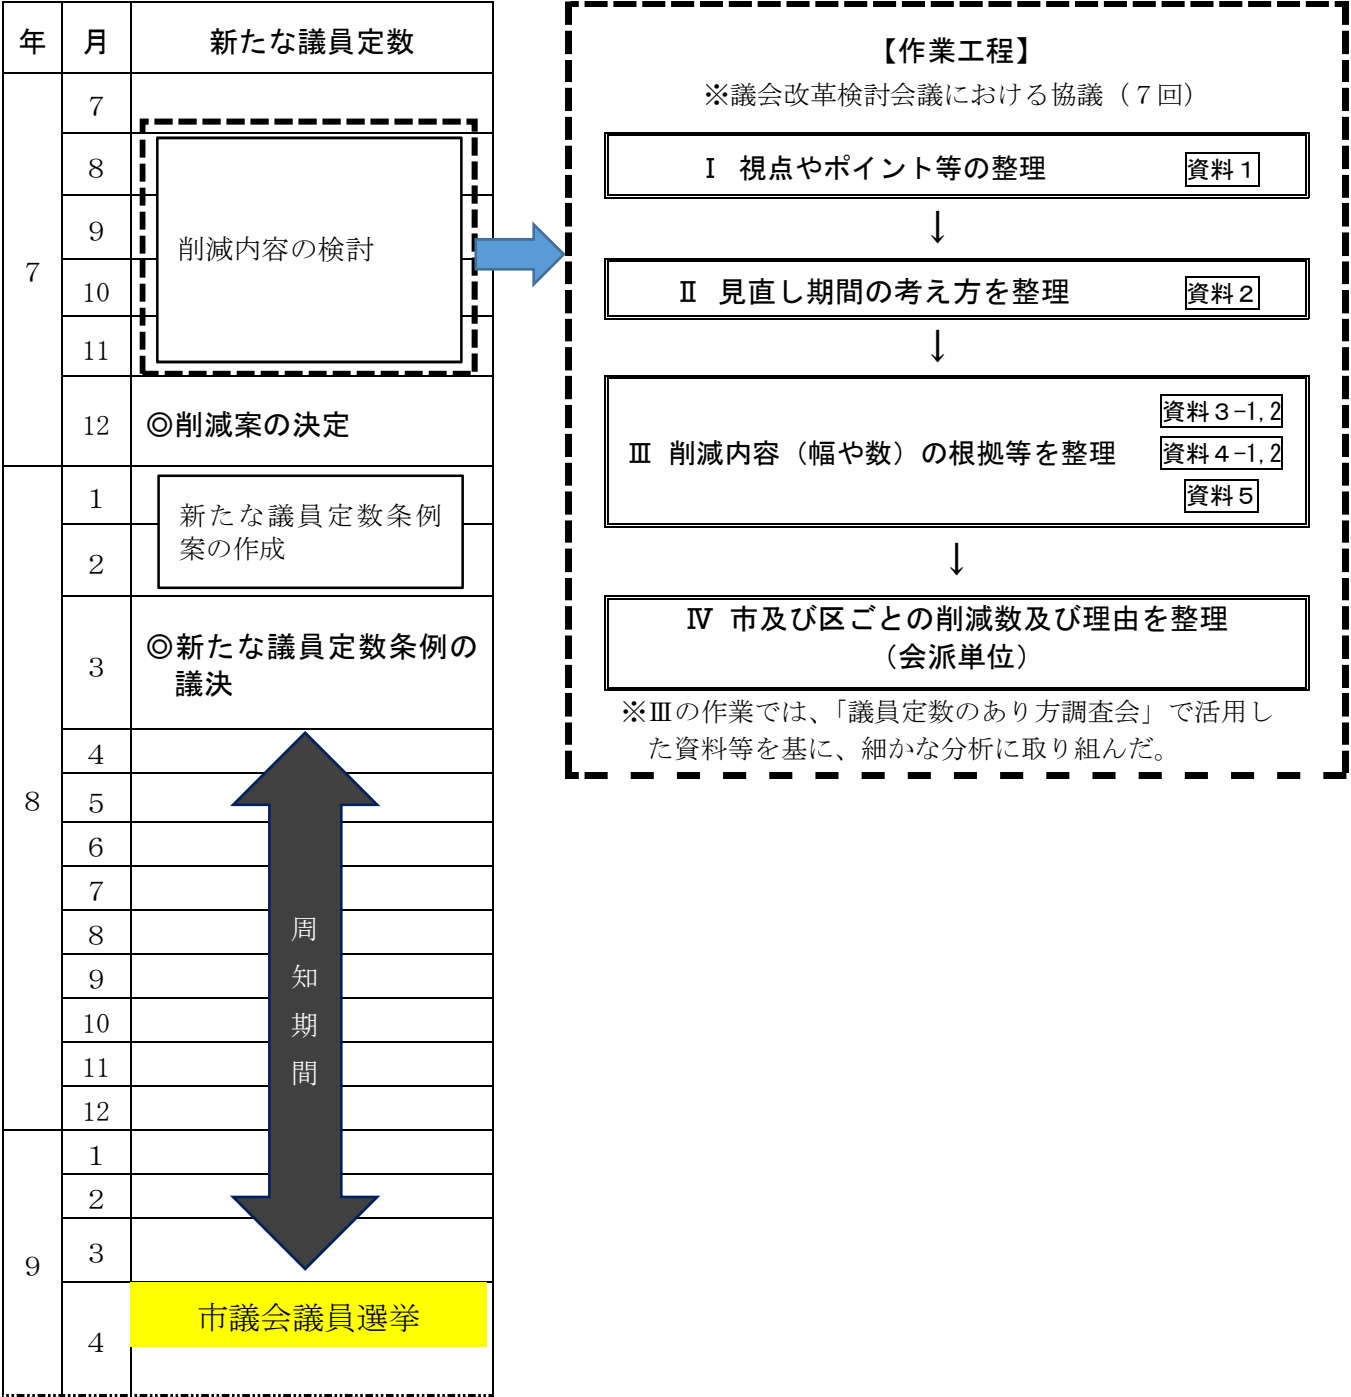 年 月 新たな議員定数
7
7
8
9
10
11
削減内容の検討
12 ◎削減案の決定
8
1
2
新たな議員定数条例
案の作成
3
◎新たな議員定数条例の
議決
4
5
6
7
8
9
10
11
12
周知期間
9
1
2
3
4
市議会議員選挙
【作業工程】
※議会改革検討会議における協議（７回）
Ⅰ 視点やポイント等の整理 資料１
↓
Ⅱ 見直し期間の考え方を整理 資料２
↓
資料３-1,2
Ⅲ 削減内容（幅や数）の根拠等を整理 資料４-1,2
資料５
↓
Ⅳ 市及び区ごとの削減数及び理由を整理
（会派単位）
※Ⅲの作業では、「議員定数のあり方調査会」で活用し
た資料等を基に、細かな分析に取り組んだ。